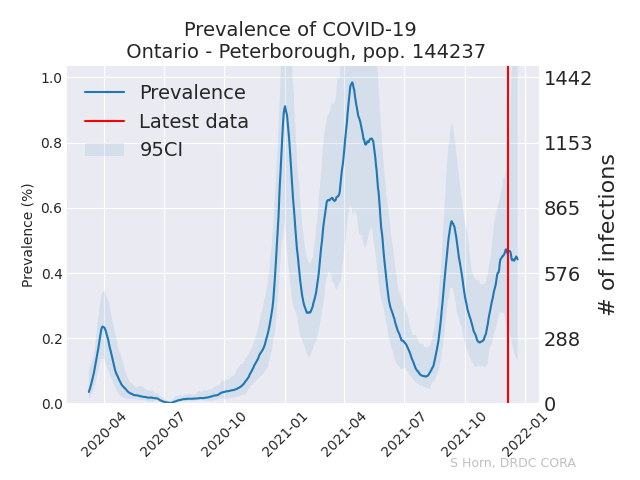 Prevalence of COVID-19
Ontario - Peterborough, pop. 144237
Prevalence
Latest data
95CI
Prevalence (%)
1.0
0.8
0.6
0.4
0.2
0.0
1442
1153
865
576
288
0
# of infections
2020-04
2020-07
2020-10
2021-01
2021-04
2021-07
2021-10
2022-01
S Horn, DRDC CORA